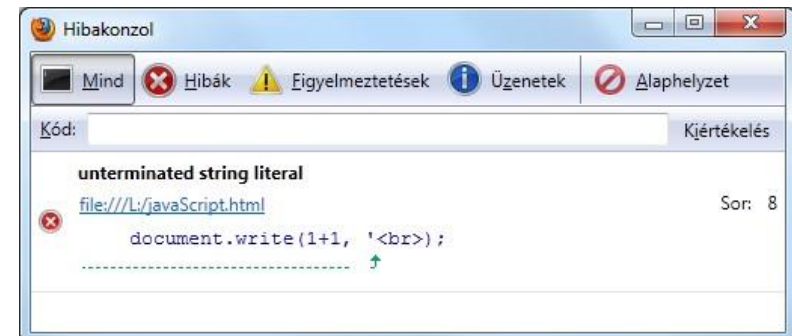 Hibakonzol
Mind Hibák Figyelmeztetések Üzenetek Alaphelyzet
Kód: Kiértékelés
unterminated string literal
file:///L:/javaScript.html Sor: 8
document.write(1+1, '<br>);